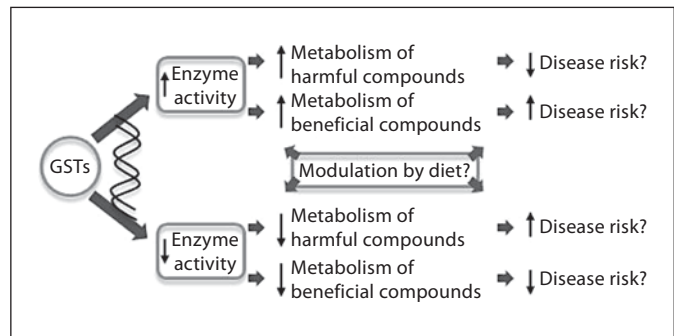 GSTs
Enzyme
activity
Metabolism of
harmful compounds
Disease risk?
Metabolism of
beneficial compounds
Disease risk?
Modulation by diet?
Enzyme
activity
Metabolism of
harmful compounds
Disease risk?
Metabolism of
beneficial compounds
Disease risk?